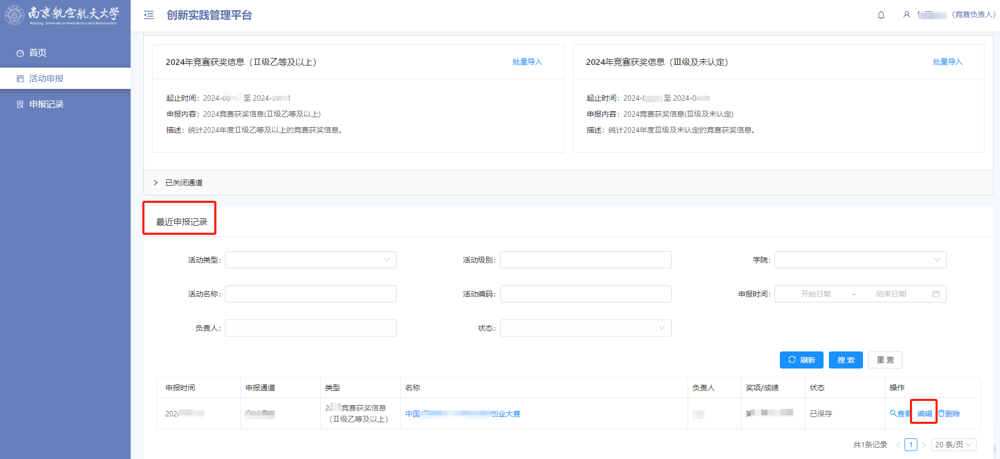 南京航空航天大学
Nanjing University of Aeronautics and Astronautics
创新实践管理平台
（竞赛负责人）
首页
活动申报
申报记录
2024年竞赛获奖信息（Ⅱ级乙等及以上） 批量导入
起止时间：2024- 至 2024- 1
申报内容：2024竞赛获奖信息(Ⅱ级乙等及以上)
描述：统计2024年度Ⅱ级乙等及以上的竞赛获奖信息。
2024年竞赛获奖信息（Ⅲ级及未认定） 批量导入
起止时间：2024- 至 2024-0
申报内容：2024竞赛获奖信息(Ⅲ级及未认定)
描述：统计2024年度Ⅲ级及未认定的竞赛获奖信息。
已关闭通道
最近申报记录
活动类型： 活动级别： 学院：
活动名称： 活动编码： 申报时间： 开始日期 ~ 结束日期
负责人： 状态：
刷新 搜 索 重 置
申报时间 申报通道 类型 名称 负责人 奖项/成绩 状态 操作
202 2 竞赛获奖信息
（Ⅱ级乙等及以上） 中国 创业大赛 第 已保存 查看 编辑 删除
共1条记录 < 1 > 20 条/页